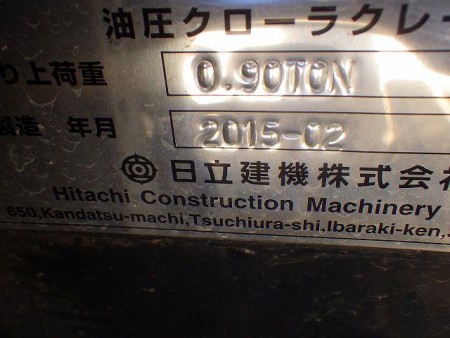 油圧クローラクレー
り上荷重 0.90TON
製造 年月 2015-02
日立建機株式会
Hitachi Construction Machinery
650,Kandatsu-machi,Tsuchiura-shi,Ibaraki-ken,